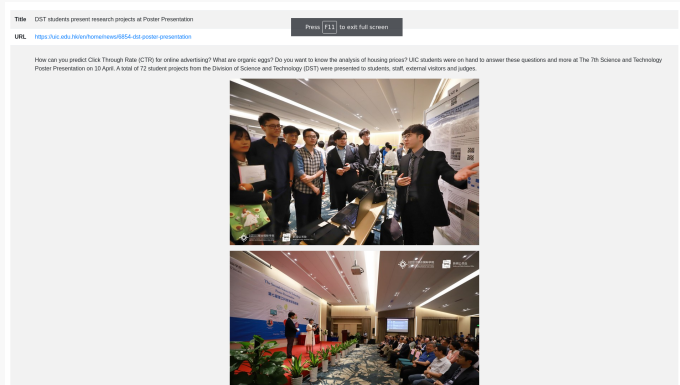 Title DST students present research projects at Poster Presentation
Press F11 to exit full screen
URL https://uic.edu.hk/en/home/news/6854-dst-poster-presentation
How can you predict Click Through Rate (CTR) for online advertising? What are organic eggs? Do you want to know the analysis of housing prices? UIC students were on hand to answer these questions and more at The 7th Science and Technology
Poster Presentation on 10 April. A total of 72 student projects from the Division of Science and Technology (DST) were presented to students, staff, external visitors and judges.